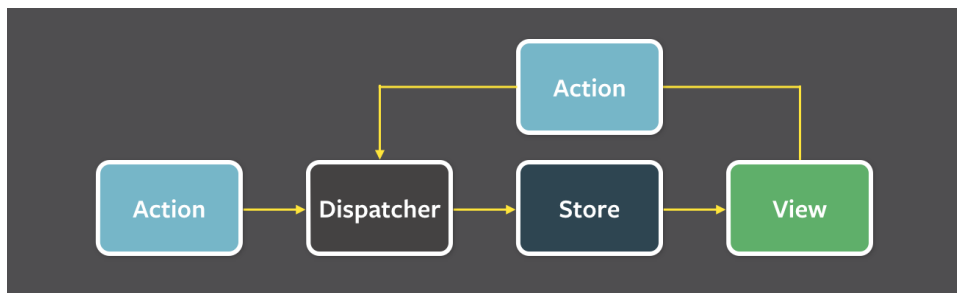 Action
Action
Dispatcher
Store
View